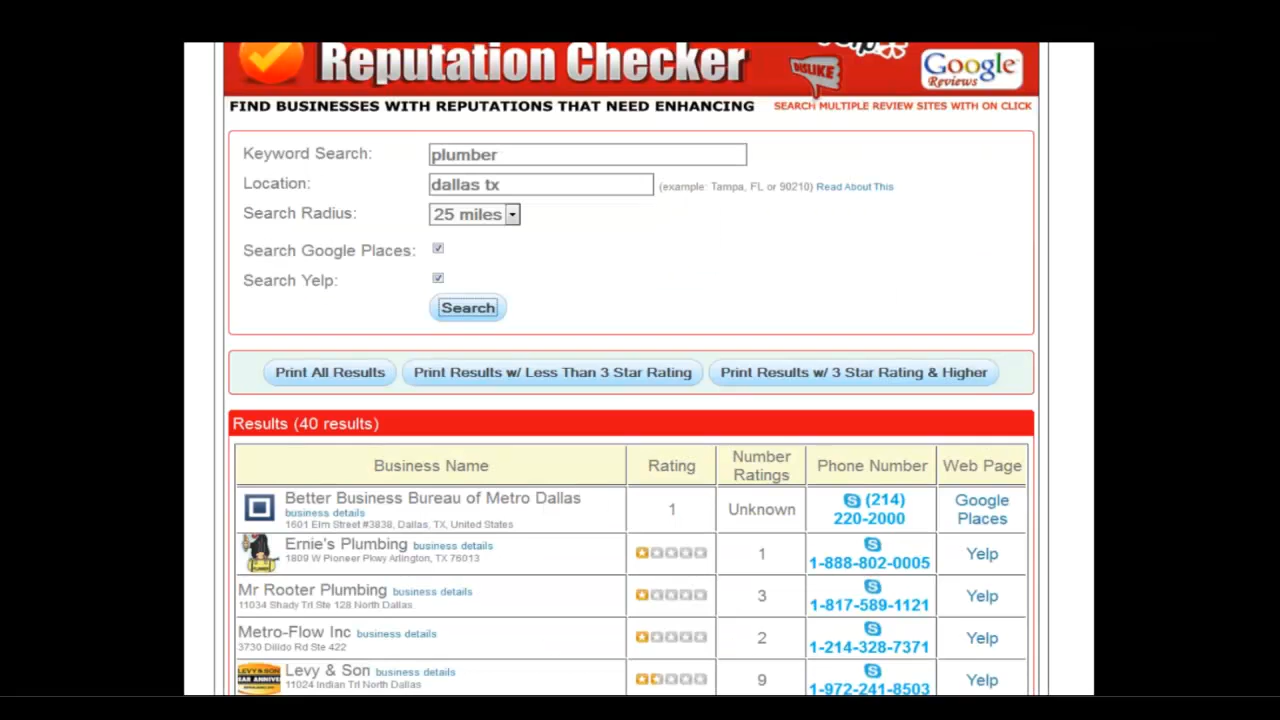 Reputation Checker
DISLIKE
Google
Reviews
FIND BUSINESSES WITH REPUTATIONS THAT NEED ENHANCING
SEARCH MULTIPLE REVIEW SITES WITH ON CLICK
Keyword Search: plumber
Location: dallas tx (example: Tampa, FL or 90210) Read About This
Search Radius: 25 miles
Search Google Places:
Search Yelp:
Search
Print All Results Print Results w/ Less Than 3 Star Rating Print Results w/ 3 Star Rating & Higher
Results (40 results)
Business Name Rating Number Ratings Phone Number Web Page
Better Business Bureau of Metro Dallas
business details
1601 Elm Street #3838, Dallas, TX, United States
1 Unknown (214) 220-2000 Google Places
Ernie's Plumbing business details
1809 W Pioneer Pkwy Arlington, TX 76013
1 1-888-802-0005 Yelp
Mr Rooter Plumbing business details
11034 Shady Trl Ste 128 North Dallas
3 1-817-589-1121 Yelp
Metro-Flow Inc business details
3730 Dilido Rd Ste 422
2 1-214-328-7371 Yelp
LEVY & SON
Levy & Son business details
11024 Indian Trl North Dallas
9 1-972-241-8503 Yelp